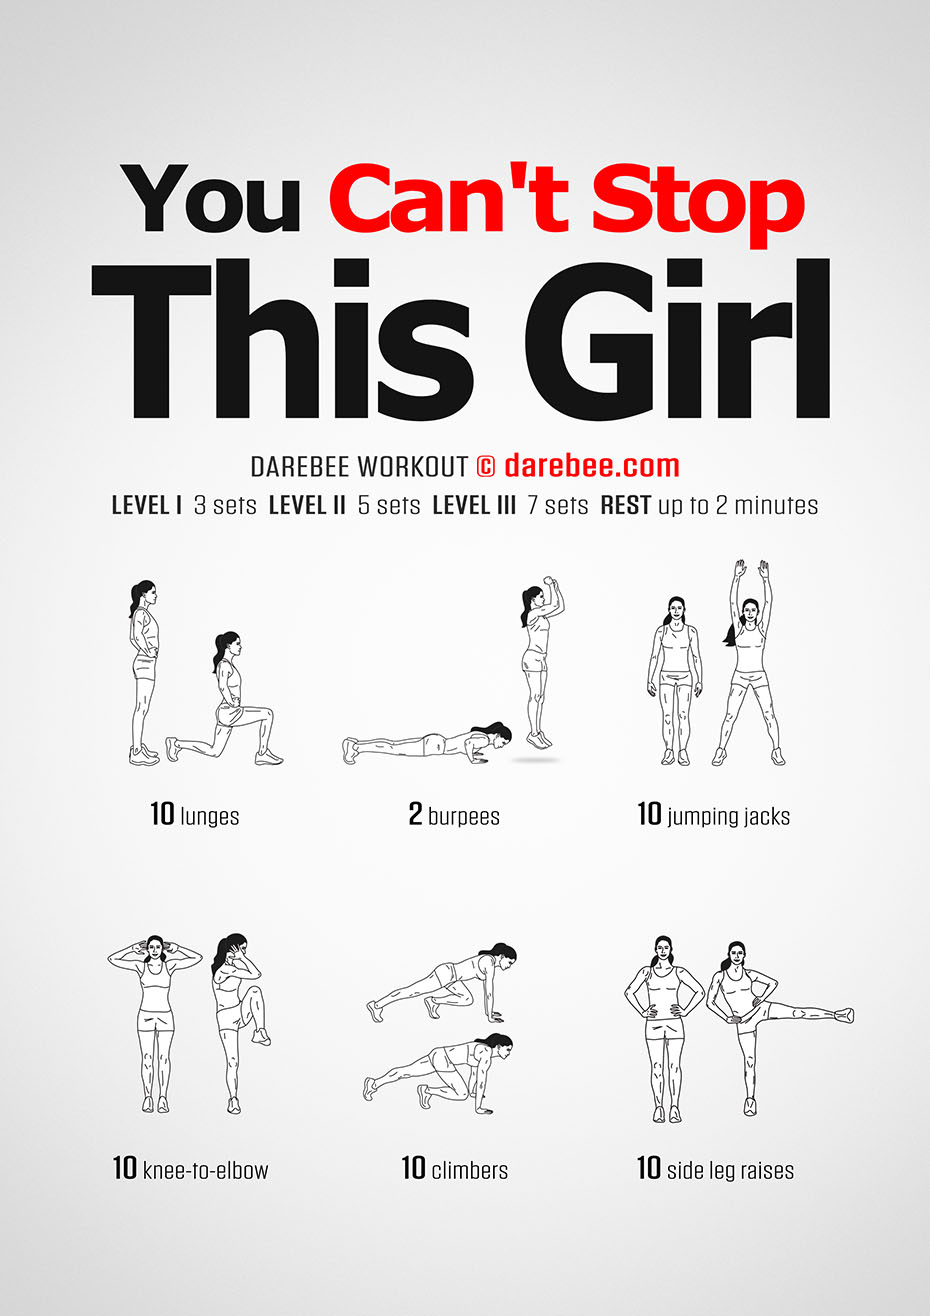 You Can't Stop
This Girl
DAREBEE WORKOUT © darebee.com
LEVEL I 3 sets LEVEL II 5 sets LEVEL III 7 sets REST up to 2 minutes
10 lunges
2 burpees
10 jumping jacks
10 knee-to-elbow
10 climbers
10 side leg raises